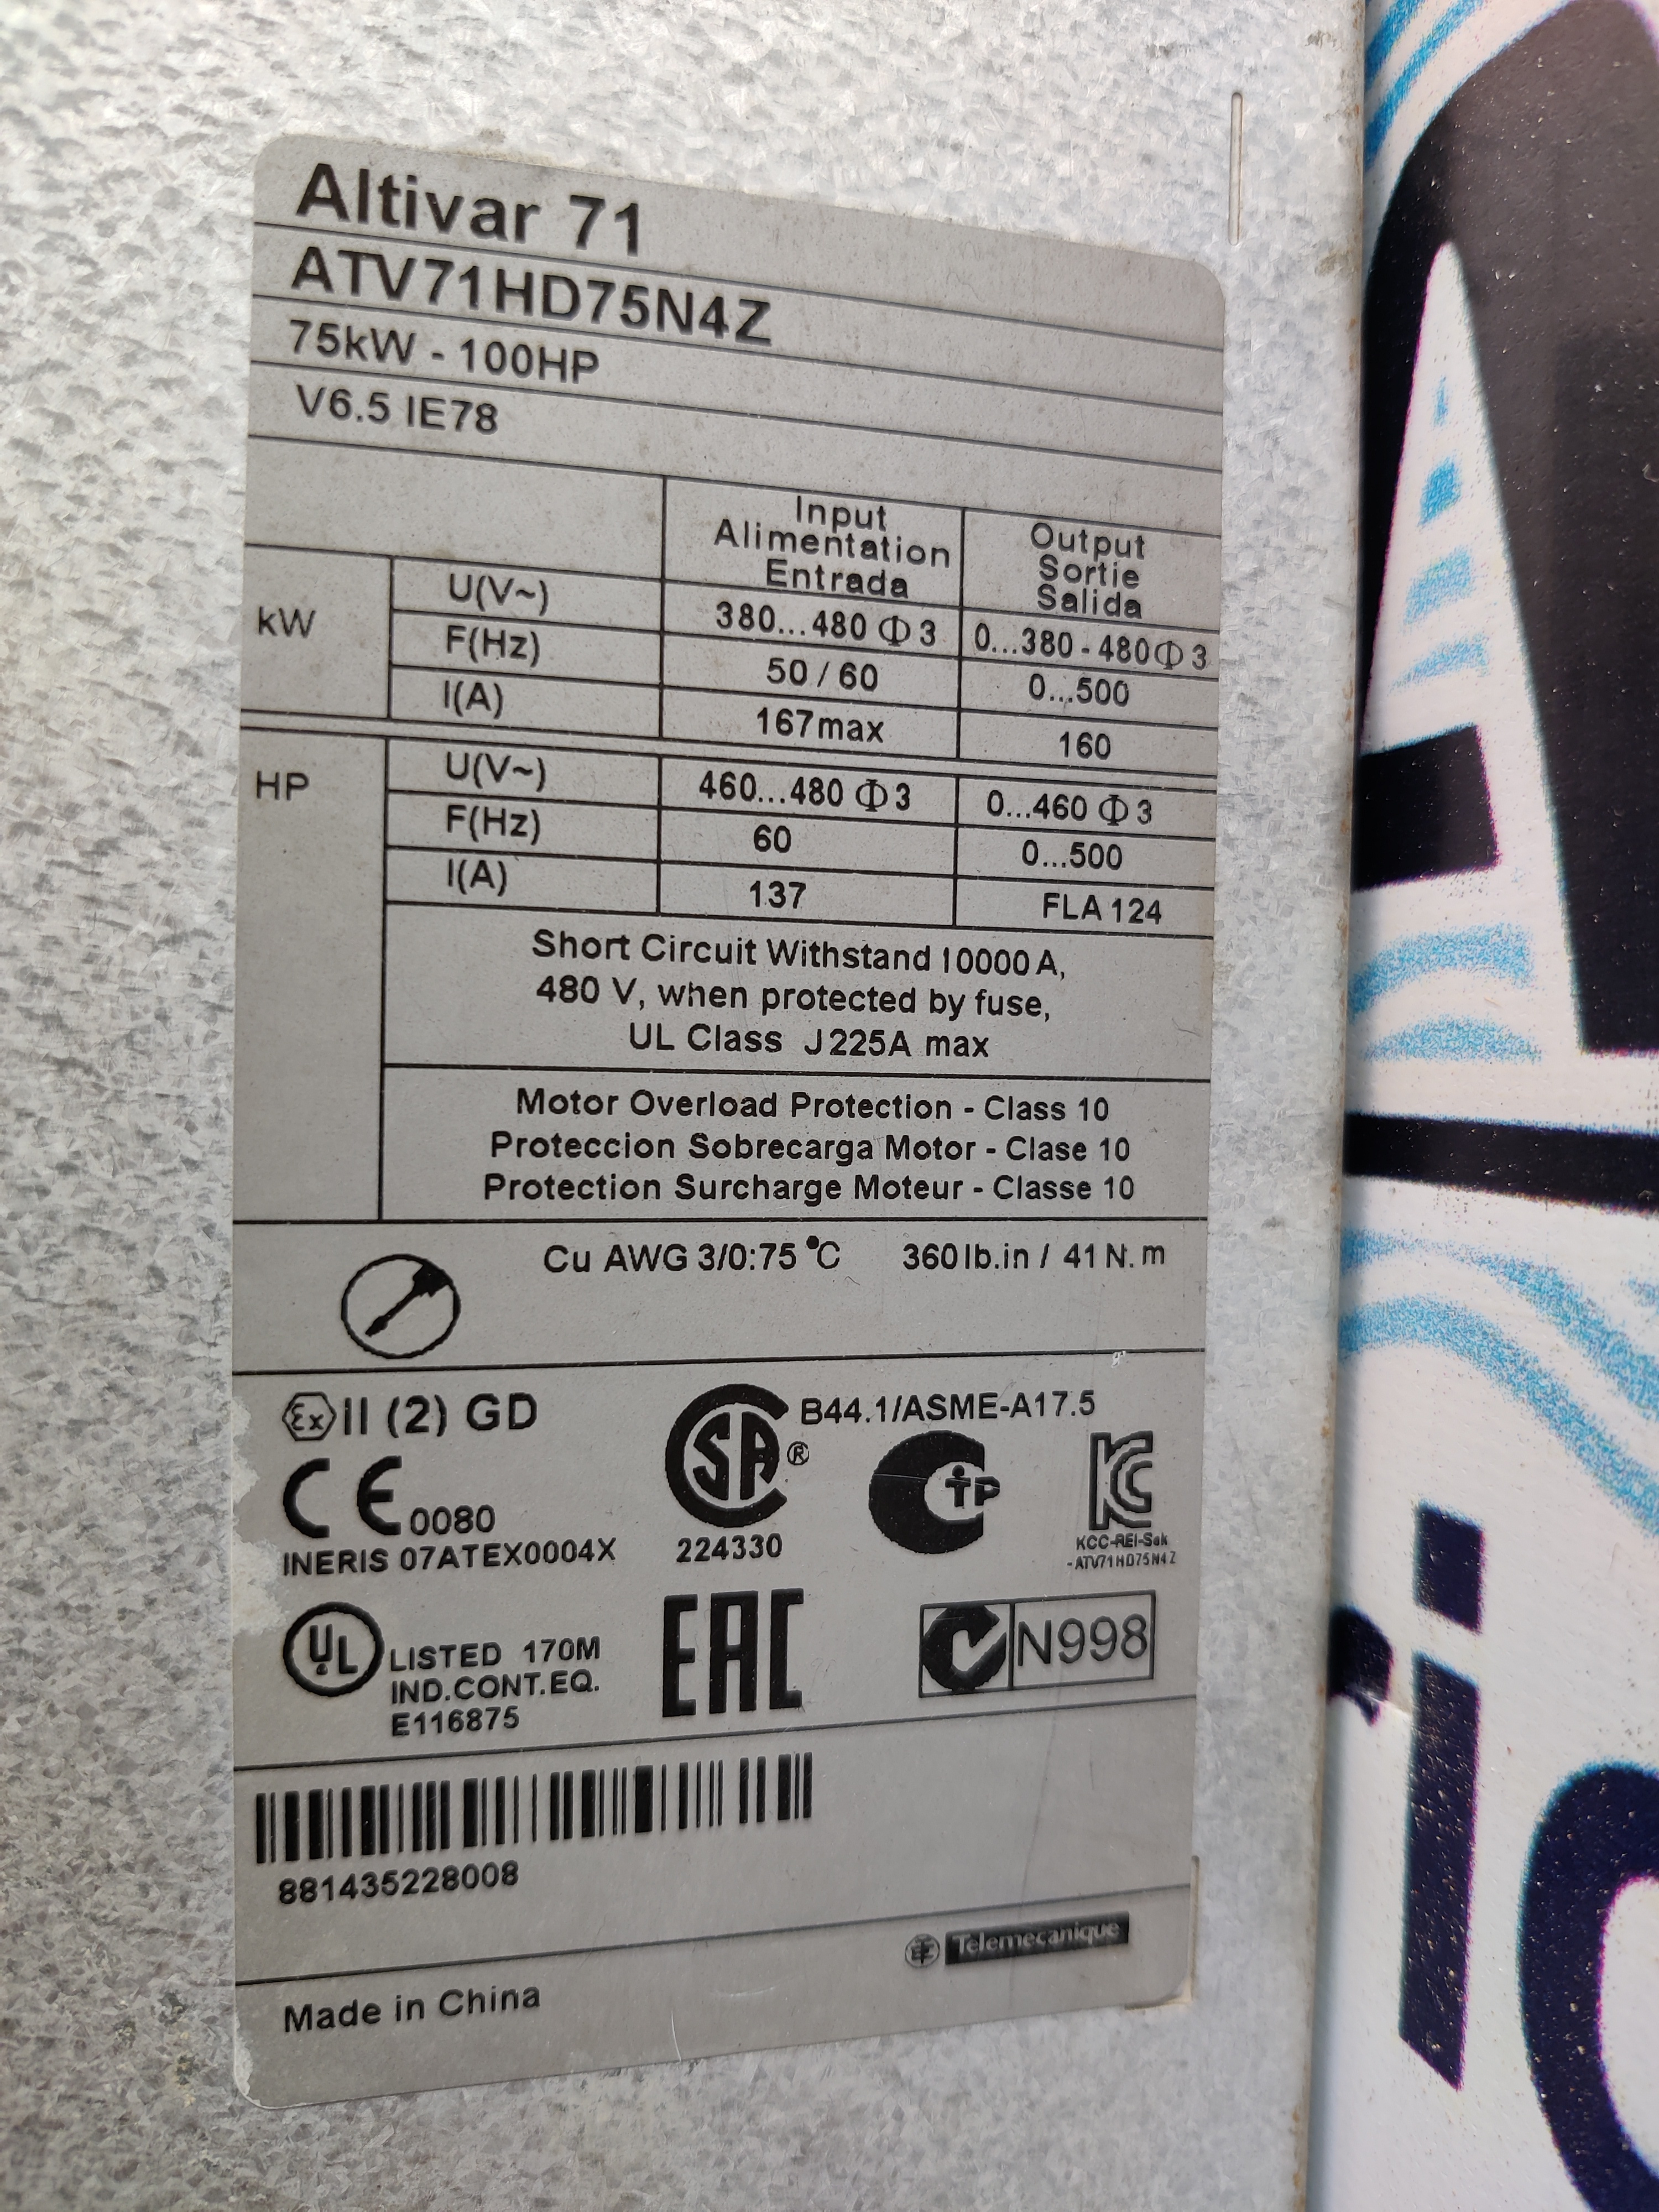 Altivar 71
ATV71HD75N4Z
75kW - 100HP
V6.5 IE78
Input Output
Alimentation Sortie
Entrada Salida
kW U(V~) 380...480 Φ 3 0...380 - 480 Φ 3
F(Hz) 50 / 60 0...500
I(A) 167max 160
HP U(V~) 460...480 Φ 3 0...460 Φ 3
F(Hz) 60 0...500
I(A) 137 FLA 124
Short Circuit Withstand 10000 A,
480 V, when protected by fuse,
UL Class J 225A max
Motor Overload Protection - Class 10
Proteccion Sobrecarga Motor - Clase 10
Protection Surcharge Moteur - Classe 10
Cu AWG 3/0:75 °C 360 lb.in / 41 N. m
Ex II (2) GD
CE 0080
INERIS 07ATEX0004X
SA ®
224330
B44.1/ASME-A17.5
KC
KCC-REI-Sek
-ATV71HD75N4Z
UL LISTED 170M
IND.CONT.EQ.
E116875
EAC
N998
881435228008
Telemecanique
Made in China